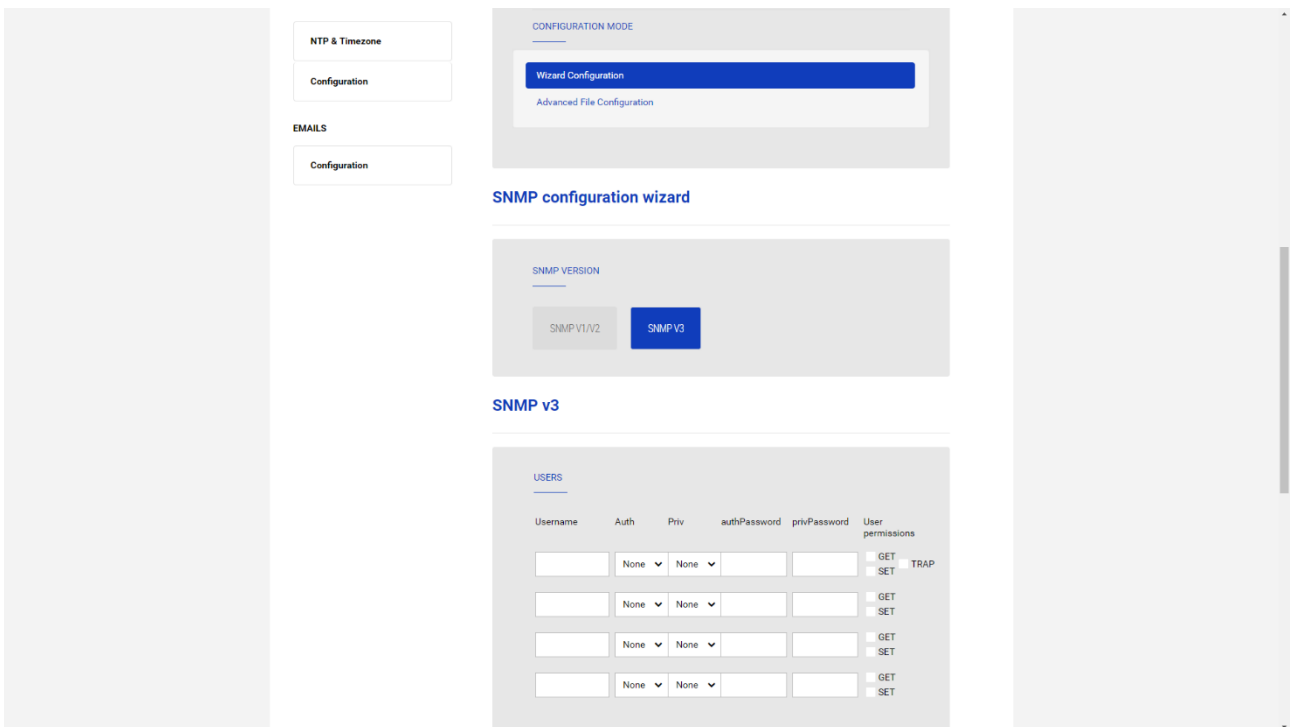 NTP & Timezone
Configuration
EMAILS
Configuration
CONFIGURATION MODE
Wizard Configuration
Advanced File Configuration
SNMP configuration wizard
SNMP VERSION
SNMP V1/V2
SNMP V3
SNMP v3
USERS
Username Auth Priv authPassword privPassword User
permissions
None None GET TRAP
SET
None None GET
SET
None None GET
SET
None None GET
SET